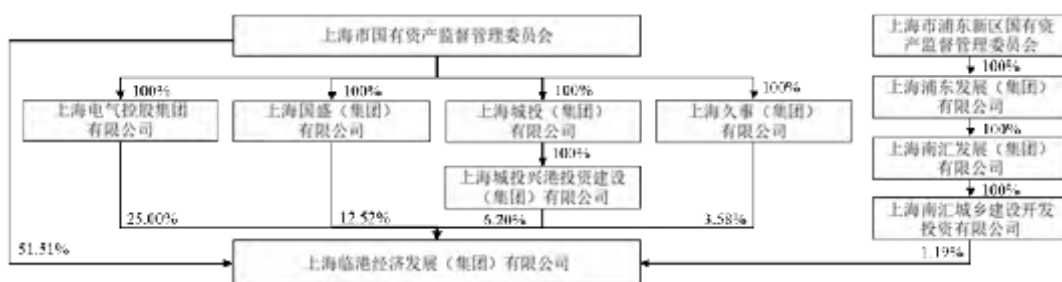 上海市国有资产监督管理委员会
上海市浦东新区国有资
产监督管理委员会
100%
100%
100%
100%
100%
上海电气控股集团
有限公司
上海国盛（集团）
有限公司
上海城投（集团）
有限公司
上海久事（集团）
有限公司
上海浦东发展（集团）
有限公司
100%
100%
上海城投兴港投资建设
（集团）有限公司
上海南汇发展（集团）
有限公司
100%
25.00%
12.52%
6.20%
3.58%
上海南汇城乡建设开发
投资有限公司
51.51%
1.19%
上海临港经济发展（集团）有限公司